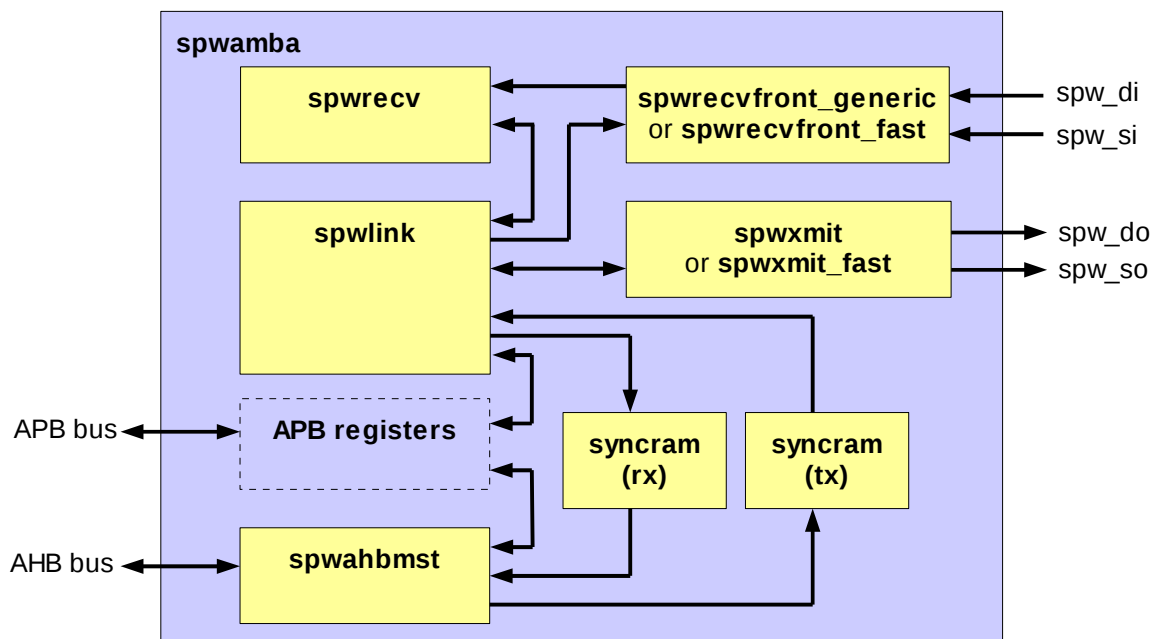 spwamba
spwrecv
spwrecvfront_generic
or spwrecvfront_fast
spw_di
spw_si
spwlink
spwxmit
or spwxmit_fast
spw_do
spw_so
APB bus
APB registers
syncram
(rx)
syncram
(tx)
AHB bus
spwahbmst